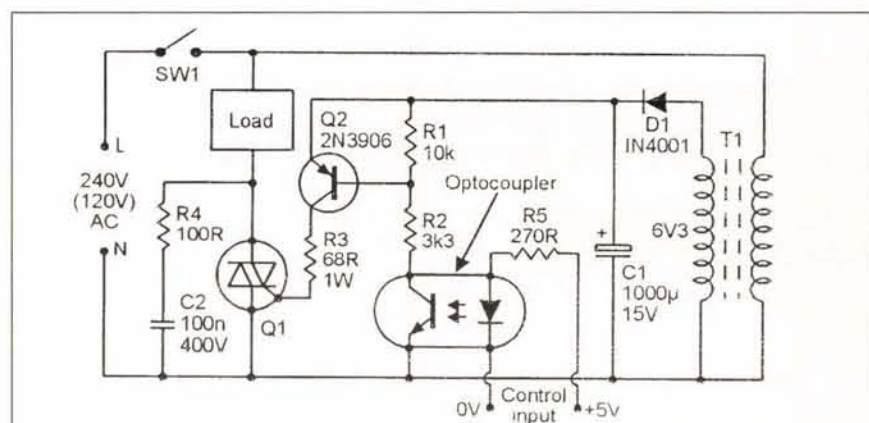 SW1
L
240V
(120V)
AC
N
Load
R4
100R
C2
100n
400V
Q1
Q2
2N3906
R3
68R
1W
R1
10k
R2
3k3
Optocoupler
R5
270R
D1
IN4001
T1
6V3
+
C1
1000µ
15V
0V
Control
input
+5V